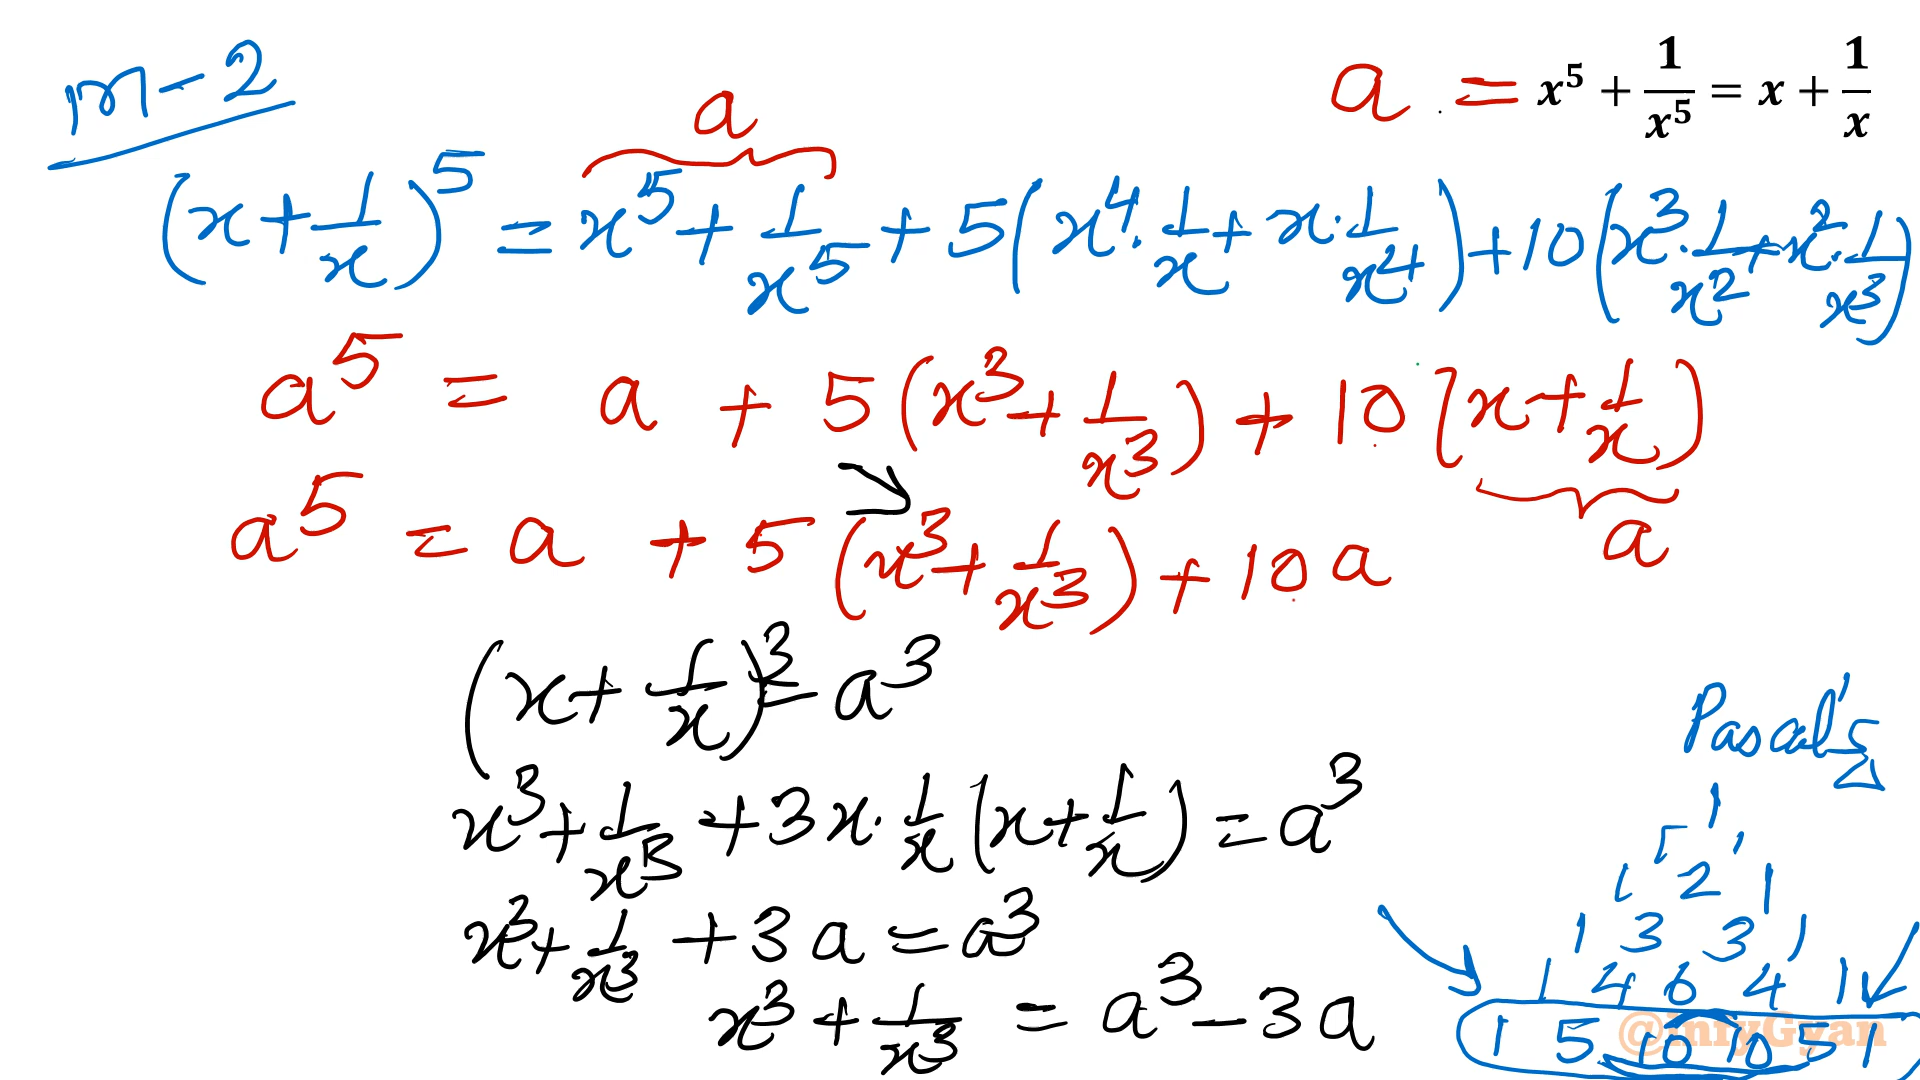 m-2
a = x⁵ + 1/x⁵ = x + 1/x
a
(x + 1/x)⁵ = x⁵ + 1/x⁵ + 5(x⁴·1/x + x·1/x⁴) + 10(x³·1/x² + x²·1/x³)
a⁵ = a + 5(x³ + 1/x³) + 10(x + 1/x)
a
a⁵ = a + 5(x³ + 1/x³) + 10a
(x + 1/x)³ = a³
x³ + 1/x³ + 3x·1/x(x + 1/x) = a³
x³ + 1/x³ + 3a = a³
x³ + 1/x³ = a³ - 3a
Pascal's Δ
1
1 1
1 2 1
1 3 3 1
1 4 6 4 1
1 5 10 10 5 1
@infyGyan